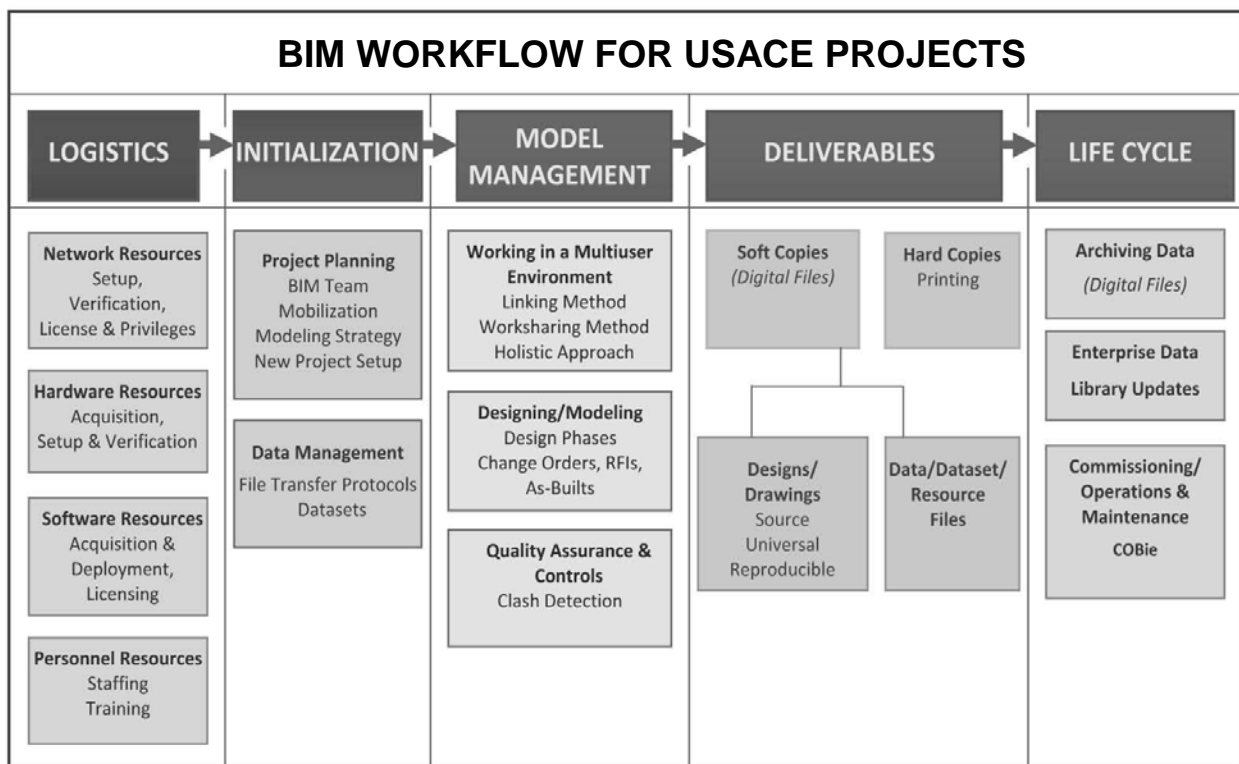 BIM WORKFLOW FOR USACE PROJECTS
LOGISTICS
INITIALIZATION
MODEL
MANAGEMENT
DELIVERABLES
LIFE CYCLE
Network Resources
Setup,
Verification,
License & Privileges
Hardware Resources
Acquisition,
Setup & Verification
Software Resources
Acquisition &
Deployment,
Licensing
Personnel Resources
Staffing
Training
Project Planning
BIM Team
Mobilization
Modeling Strategy
New Project Setup
Data Management
File Transfer Protocols
Datasets
Working in a Multiuser
Environment
Linking Method
Worksharing Method
Holistic Approach
Designing/Modeling
Design Phases
Change Orders, RFIs,
As-Builts
Quality Assurance &
Controls
Clash Detection
Soft Copies
(Digital Files)
Hard Copies
Printing
Designs/
Drawings
Source
Universal
Reproducible
Data/Dataset/
Resource
Files
Archiving Data
(Digital Files)
Enterprise Data
Library Updates
Commissioning/
Operations &
Maintenance
COBie